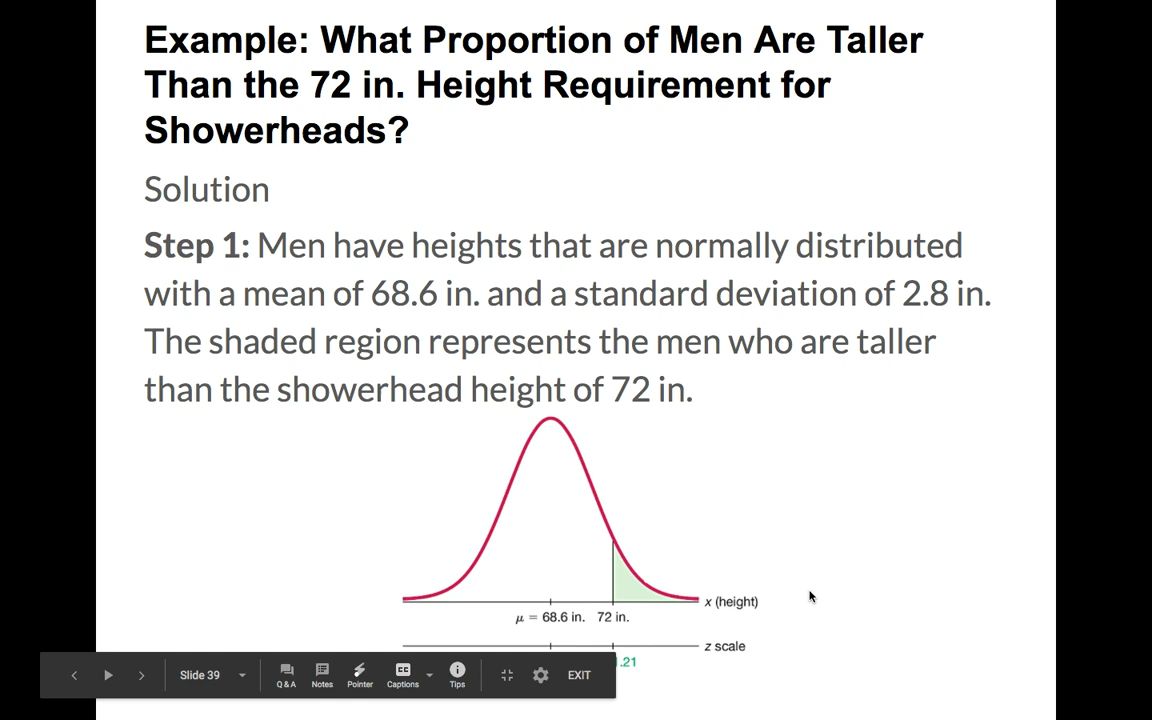 Example: What Proportion of Men Are Taller
Than the 72 in. Height Requirement for
Showerheads?
Solution
Step 1: Men have heights that are normally distributed
with a mean of 68.6 in. and a standard deviation of 2.8 in.
The shaded region represents the men who are taller
than the showerhead height of 72 in.
x (height)
μ = 68.6 in. 72 in.
z scale
.21
Slide 39
Q&A Notes Pointer Captions Tips
CC
EXIT